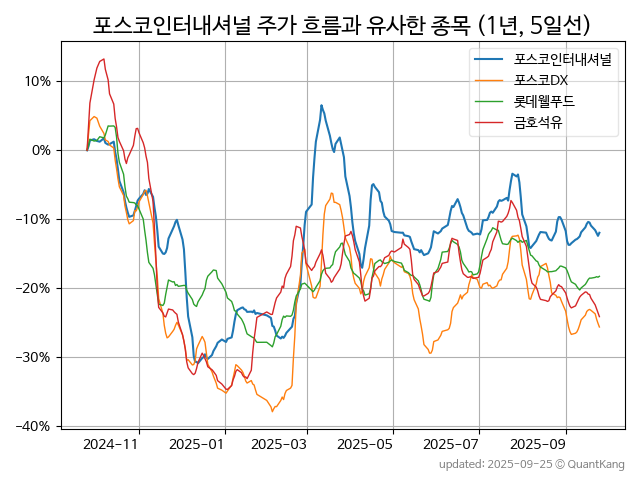 포스코인터내셔널 주가 흐름과 유사한 종목 (1년, 5일선)
포스코인터내셔널
포스코DX
롯데웰푸드
금호석유
10%
0%
−10%
−20%
−30%
−40%
2024-11
2025-01
2025-03
2025-05
2025-07
2025-09
updated: 2025-09-25 © QuantKang